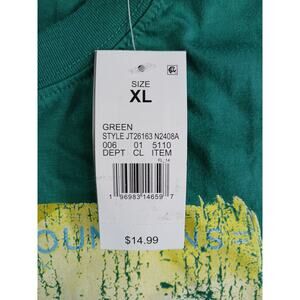 SIZE
XL
GREEN
STYLE JT26163 N2408A
006 01 5110
DEPT CL ITEM
1 96983 14659 7
$14.99